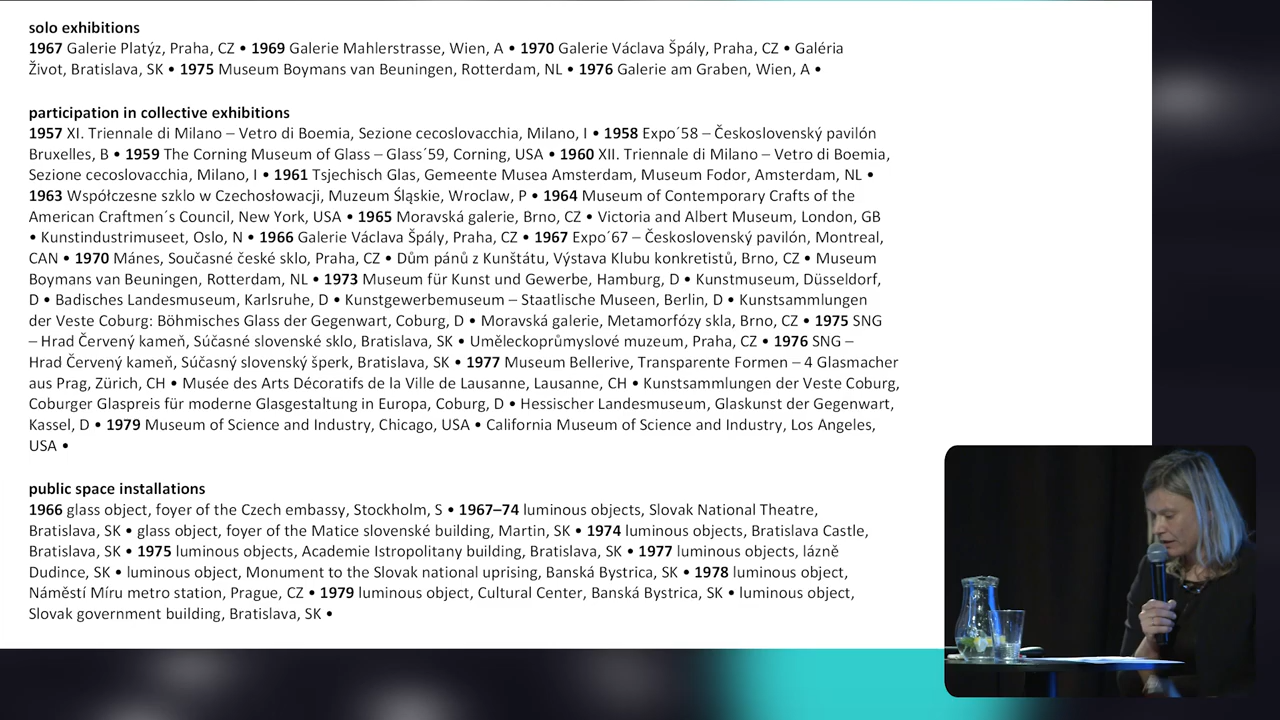 solo exhibitions
1967 Galerie Platýz, Praha, CZ • 1969 Galerie Mahlerstrasse, Wien, A • 1970 Galerie Václava Špály, Praha, CZ • Galéria
Život, Bratislava, SK • 1975 Museum Boymans van Beuningen, Rotterdam, NL • 1976 Galerie am Graben, Wien, A •
participation in collective exhibitions
1957 XI. Triennale di Milano – Vetro di Boemia, Sezione cecoslovacchia, Milano, I • 1958 Expo´58 – Československý pavilón
Bruxelles, B • 1959 The Corning Museum of Glass – Glass´59, Corning, USA • 1960 XII. Triennale di Milano – Vetro di Boemia,
Sezione cecoslovacchia, Milano, I • 1961 Tsjechisch Glas, Gemeente Musea Amsterdam, Museum Fodor, Amsterdam, NL •
1963 Wspótczesne szklo w Czechosłowacji, Muzeum Śląskie, Wroclaw, P • 1964 Museum of Contemporary Crafts of the
American Craftmen´s Council, New York, USA • 1965 Moravská galerie, Brno, CZ • Victoria and Albert Museum, London, GB
• Kunstindustrimuseet, Oslo, N • 1966 Galerie Václava Špály, Praha, CZ • 1967 Expo´67 – Československý pavilón, Montreal,
CAN • 1970 Mánes, Současné české sklo, Praha, CZ • Dům pánů z Kunštátu, Výstava Klubu konkretistů, Brno, CZ • Museum
Boymans van Beuningen, Rotterdam, NL • 1973 Museum für Kunst und Gewerbe, Hamburg, D • Kunstmuseum, Düsseldorf,
D • Badisches Landesmuseum, Karlsruhe, D • Kunstgewerbemuseum – Staatlische Museen, Berlin, D • Kunstsammlungen
der Veste Coburg: Böhmisches Glass der Gegenwart, Coburg, D • Moravská galerie, Metamorfózy skla, Brno, CZ • 1975 SNG
– Hrad Červený kameň, Súčasné slovenské sklo, Bratislava, SK • Uměleckoprůmyslové muzeum, Praha, CZ • 1976 SNG –
Hrad Červený kameň, Súčasný slovenský šperk, Bratislava, SK • 1977 Museum Bellerive, Transparente Formen – 4 Glasmacher
aus Prag, Zürich, CH • Musée des Arts Décoratifs de la Ville de Lausanne, Lausanne, CH • Kunstsammlungen der Veste Coburg,
Coburger Glaspreis für moderne Glasgestaltung in Europa, Coburg, D • Hessischer Landesmuseum, Glaskunst der Gegenwart,
Kassel, D • 1979 Museum of Science and Industry, Chicago, USA • California Museum of Science and Industry, Los Angeles,
USA •
public space installations
1966 glass object, foyer of the Czech embassy, Stockholm, S • 1967–74 luminous objects, Slovak National Theatre,
Bratislava, SK • glass object, foyer of the Matice slovenské building, Martin, SK • 1974 luminous objects, Bratislava Castle,
Bratislava, SK • 1975 luminous objects, Academie Istropolitany building, Bratislava, SK • 1977 luminous objects, lázně
Dudince, SK • luminous object, Monument to the Slovak national uprising, Banská Bystrica, SK • 1978 luminous object,
Náměstí Míru metro station, Prague, CZ • 1979 luminous object, Cultural Center, Banská Bystrica, SK • luminous object,
Slovak government building, Bratislava, SK •